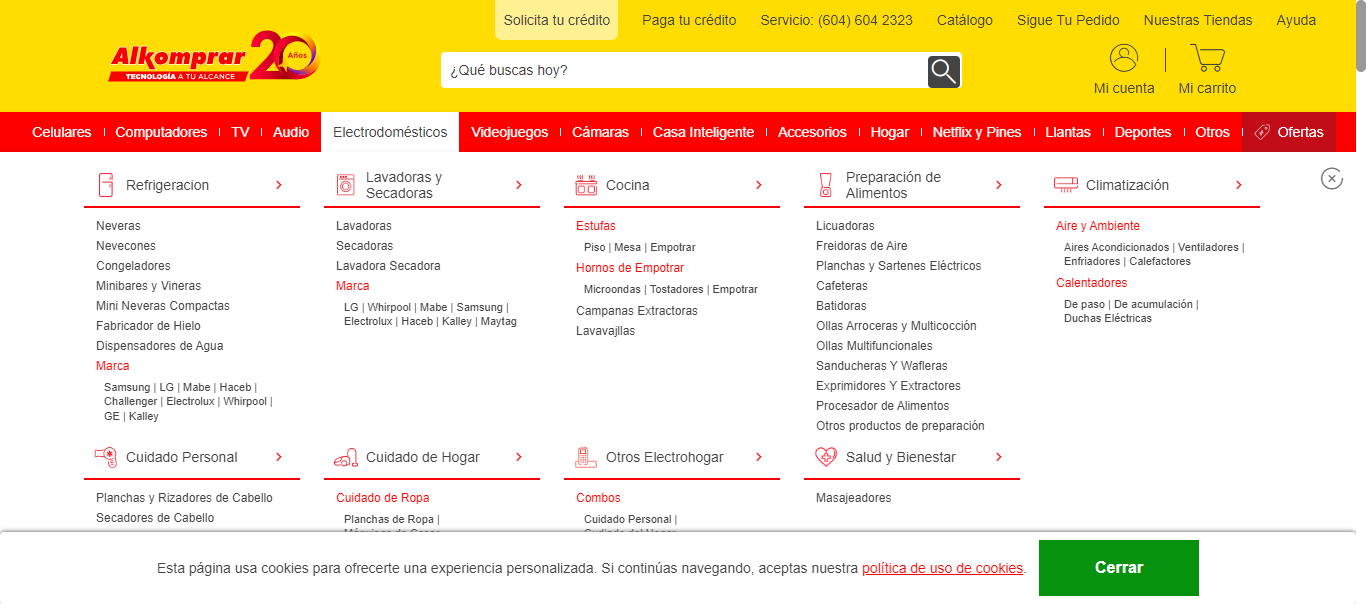 Solicita tu crédito Paga tu crédito Servicio: (604) 604 2323 Catálogo Sigue Tu Pedido Nuestras Tiendas Ayuda
Alkomprar 20 Años
TECNOLOGÍA A TU ALCANCE
¿Qué buscas hoy?
Mi cuenta Mi carrito
Celulares Computadores TV Audio Electrodomésticos Videojuegos Cámaras Casa Inteligente Accesorios Hogar Netflix y Pines Llantas Deportes Otros Ofertas
Refrigeracion
Neveras
Nevecones
Congeladores
Minibares y Vineras
Mini Neveras Compactas
Fabricador de Hielo
Dispensadores de Agua
Marca
Samsung | LG | Mabe | Haceb |
Challenger | Electrolux | Whirpool |
GE | Kalley
Lavadoras y
Secadoras
Lavadoras
Secadoras
Lavadora Secadora
Marca
LG | Whirpool | Mabe | Samsung |
Electrolux | Haceb | Kalley | Maytag
Cocina
Estufas
Piso | Mesa | Empotrar
Hornos de Empotrar
Microondas | Tostadores | Empotrar
Campanas Extractoras
Lavavajllas
Preparación de
Alimentos
Licuadoras
Freidoras de Aire
Planchas y Sartenes Eléctricos
Cafeteras
Batidoras
Ollas Arroceras y Multicocción
Ollas Multifuncionales
Sanducheras Y Wafleras
Exprimidores Y Extractores
Procesador de Alimentos
Otros productos de preparación
Climatización
Aire y Ambiente
Aires Acondicionados | Ventiladores |
Enfriadores | Calefactores
Calentadores
De paso | De acumulación |
Duchas Eléctricas
Cuidado Personal
Planchas y Rizadores de Cabello
Secadores de Cabello
Cuidado de Hogar
Cuidado de Ropa
Planchas de Ropa |
Otros Electrohogar
Combos
Cuidado Personal |
Salud y Bienestar
Masajeadores
Esta página usa cookies para ofrecerte una experiencia personalizada. Si continúas navegando, aceptas nuestra política de uso de cookies.
Cerrar